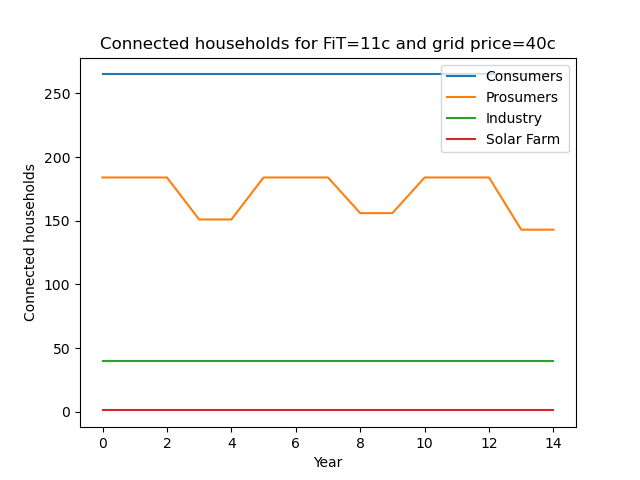 Connected households for FiT=11c and grid price=40c
Consumers
Prosumers
Industry
Solar Farm
Connected households
250
200
150
100
50
0
0 2 4 6 8 10 12 14
Year